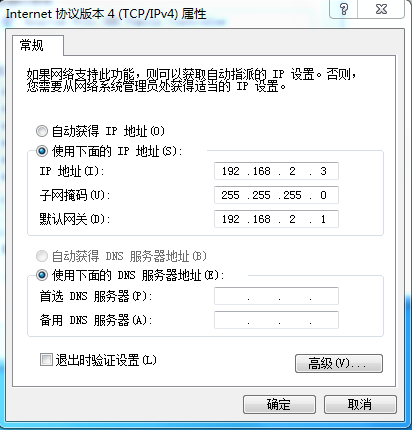 Internet 协议版本 4 (TCP/IPv4) 属性
常规
如果网络支持此功能，则可以获取自动指派的 IP 设置。否则，
您需要从网络系统管理员处获得适当的 IP 设置。
自动获得 IP 地址(O)
使用下面的 IP 地址(S):
IP 地址(I): 192 .168 . 2 . 3
子网掩码(U): 255 .255 .255 . 0
默认网关(D): 192 .168 . 2 . 1
自动获得 DNS 服务器地址(B)
使用下面的 DNS 服务器地址(E):
首选 DNS 服务器(P): . . .
备用 DNS 服务器(A): . . .
退出时验证设置(L)
高级(V)...
确定 取消